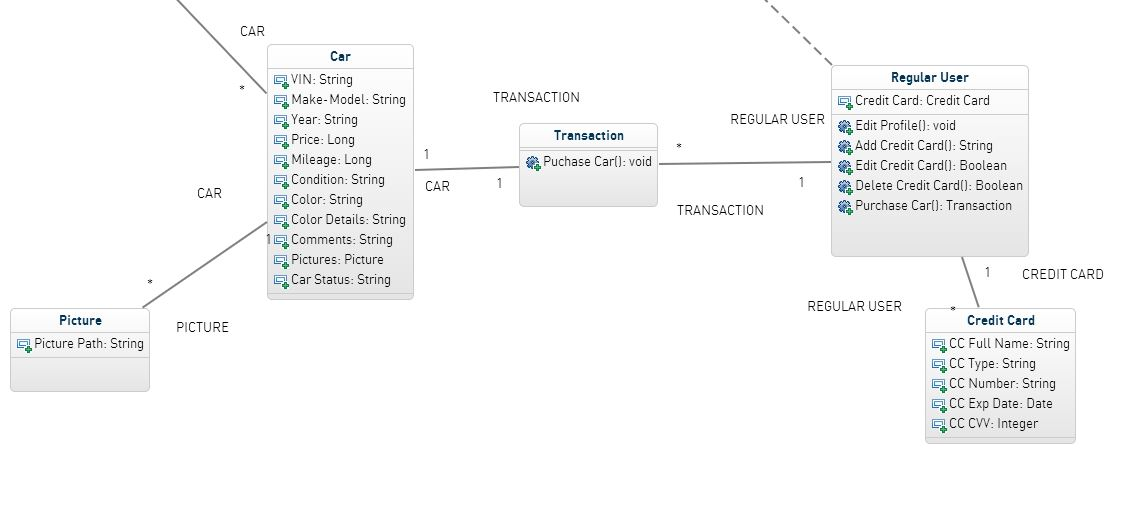 CAR
*
Car
VIN: String
Make-Model: String
Year: String
Price: Long
Mileage: Long
Condition: String
Color: String
Color Details: String
Comments: String
Pictures: Picture
Car Status: String
CAR
1
*
PICTURE
Picture
Picture Path: String
1
CAR
1
TRANSACTION
Transaction
Puchase Car(): void
*
TRANSACTION
REGULAR USER
1
Regular User
Credit Card: Credit Card
Edit Profile(): void
Add Credit Card(): String
Edit Credit Card(): Boolean
Delete Credit Card(): Boolean
Purchase Car(): Transaction
1
CREDIT CARD
REGULAR USER
*
Credit Card
CC Full Name: String
CC Type: String
CC Number: String
CC Exp Date: Date
CC CVV: Integer